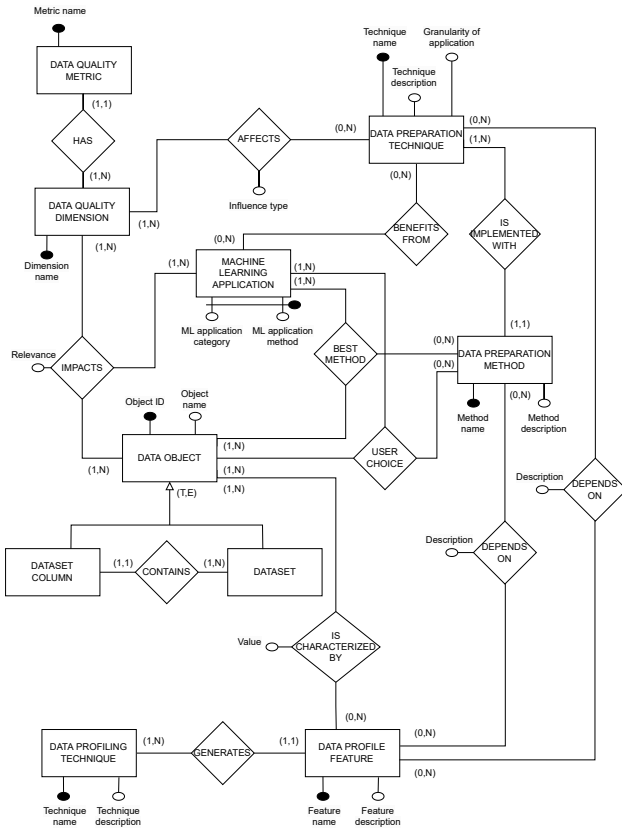 Metric name
DATA QUALITY
METRIC
(1,1)
HAS
(1,N)
DATA QUALITY
DIMENSION
(1,N)
(1,N)
Dimension
name
AFFECTS
Influence type
(0,N)
Technique
name
Granularity of
application
Technique
description
DATA PREPARATION
TECHNIQUE
(0,N)
(1,N)
(0,N)
BENEFITS
FROM
IS
IMPLEMENTED
WITH
(0,N)
(1,N)
MACHINE
LEARNING
APPLICATION
(1,N)
(1,N)
ML application
category
ML application
method
(1,1)
Relevance
IMPACTS
BEST
METHOD
(0,N)
(0,N)
DATA PREPARATION
METHOD
(0,N)
Method
name
Method
description
Object ID
Object
name
(1,N)
DATA OBJECT
(1,N)
(1,N)
(1,N)
USER
CHOICE
(T,E)
Description
DEPENDS
ON
DATASET
COLUMN
(1,1)
CONTAINS
(1,N)
DATASET
Description
DEPENDS
ON
Value
IS
CHARACTERIZED
BY
(0,N)
(0,N)
(0,N)
DATA PROFILING
TECHNIQUE
(1,N)
GENERATES
(1,1)
DATA PROFILE
FEATURE
Technique
name
Technique
description
Feature
name
Feature
description